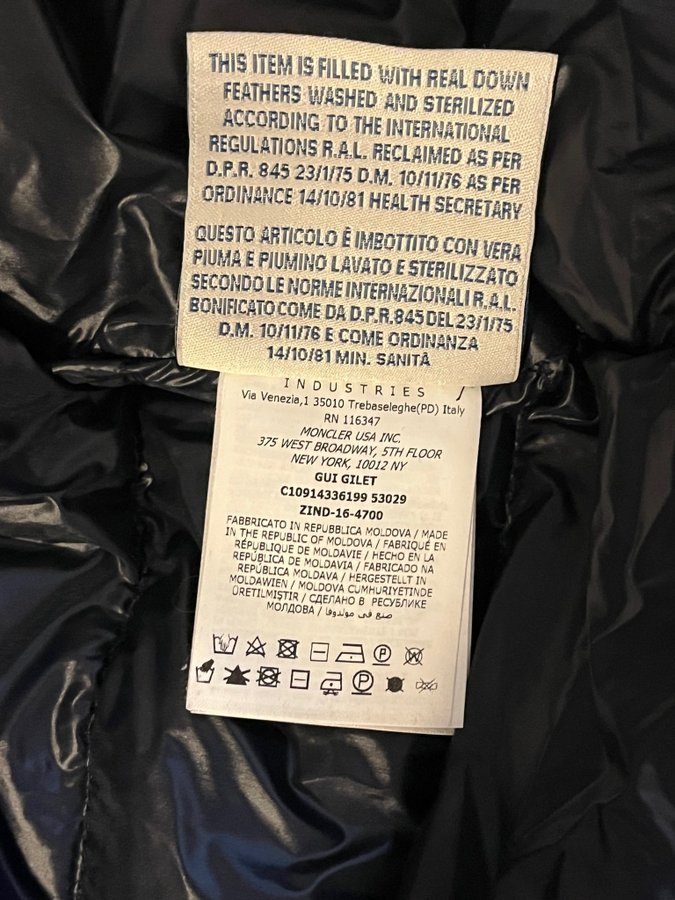 THIS ITEM IS FILLED WITH REAL DOWN
FEATHERS WASHED AND STERILIZED
ACCORDING TO THE INTERNATIONAL
REGULATIONS R.A.L. RECLAIMED AS PER
D.P.R. 845 23/1/75 D.M. 10/11/76 AS PER
ORDINANCE 14/10/81 HEALTH SECRETARY
QUESTO ARTICOLO È IMBOTTITO CON VERA
PIUMA E PIUMINO LAVATO E STERILIZZATO
SECONDO LE NORME INTERNAZIONALI R.A.L.
BONIFICATO COME DA D.P.R. 845 DEL 23/1/75
D.M. 10/11/76 E COME ORDINANZA
14/10/81 MIN. SANITÀ
INDUSTRIES
Via Venezia,1 35010 Trebaseleghe(PD) Italy
RN 116347
MONCLER USA INC.
375 WEST BROADWAY, 5TH FLOOR
NEW YORK, 10012 NY
GUI GILET
C10914336199 53029
ZIND-16-4700
FABBRICATO IN REPUBBLICA MOLDOVA / MADE
IN THE REPUBLIC OF MOLDOVA / FABRIQUÉ EN
RÉPUBLIQUE DE MOLDAVIE / HECHO EN LA
REPÚBLICA DE MOLDAVIA / FABRICADO NA
REPÚBLICA MOLDAVA / HERGESTELLT IN
MOLDAWIEN / MOLDOVA CUMHURIYETINDE
ÜRETILMIŞTIR / СДЕЛАНО В РЕСПУБЛИКЕ
МОЛДОВА / صنع في مولدوفا
P W
P